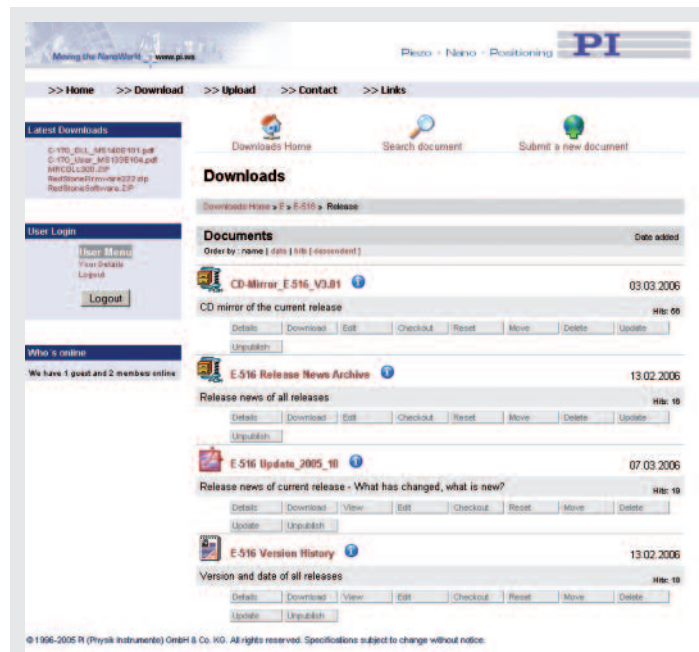 Moving the NanoWorld www.pi.ws
Piezo · Nano · Positioning PI
>> Home >> Download >> Upload >> Contact >> Links
Latest Downloads
C-170_User_MS133E104.pdf
RedStoneFirmware222.zip
RedStoneSoftware.ZIP
Downloads Home Search document Submit a new document
Downloads
Downloads Home » E » E-516 » Release
User Login
User Menu
Your Details
Logout
Logout
Who's online
We have 1 guest and 2 members online
Documents Date added
Order by : name | date | hits [ descendent ]
CD-Mirror_E-516_V3.01 03.03.2006
CD mirror of the current release
Details Download Edit Checkout Reset Move Delete Update
Unpublish
E-516 Release News Archive 13.02.2006
Release news of all releases Hits: 18
Details Download Edit Checkout Reset Move Delete Update
Unpublish
E-516 Update_2005_10 07.03.2006
Release news of current release - What has changed, what is new? Hits: 19
Details Download View Edit Checkout Reset Move Delete
Update Unpublish
E-516 Version History 13.02.2006
Version and date of all releases Hits: 18
Details Download View Edit Checkout Reset Move Delete
Update Unpublish
© 1996-2005 PI (Physik Instrumente) GmbH & Co. KG. All rights reserved. Specifications subject to change without notice.